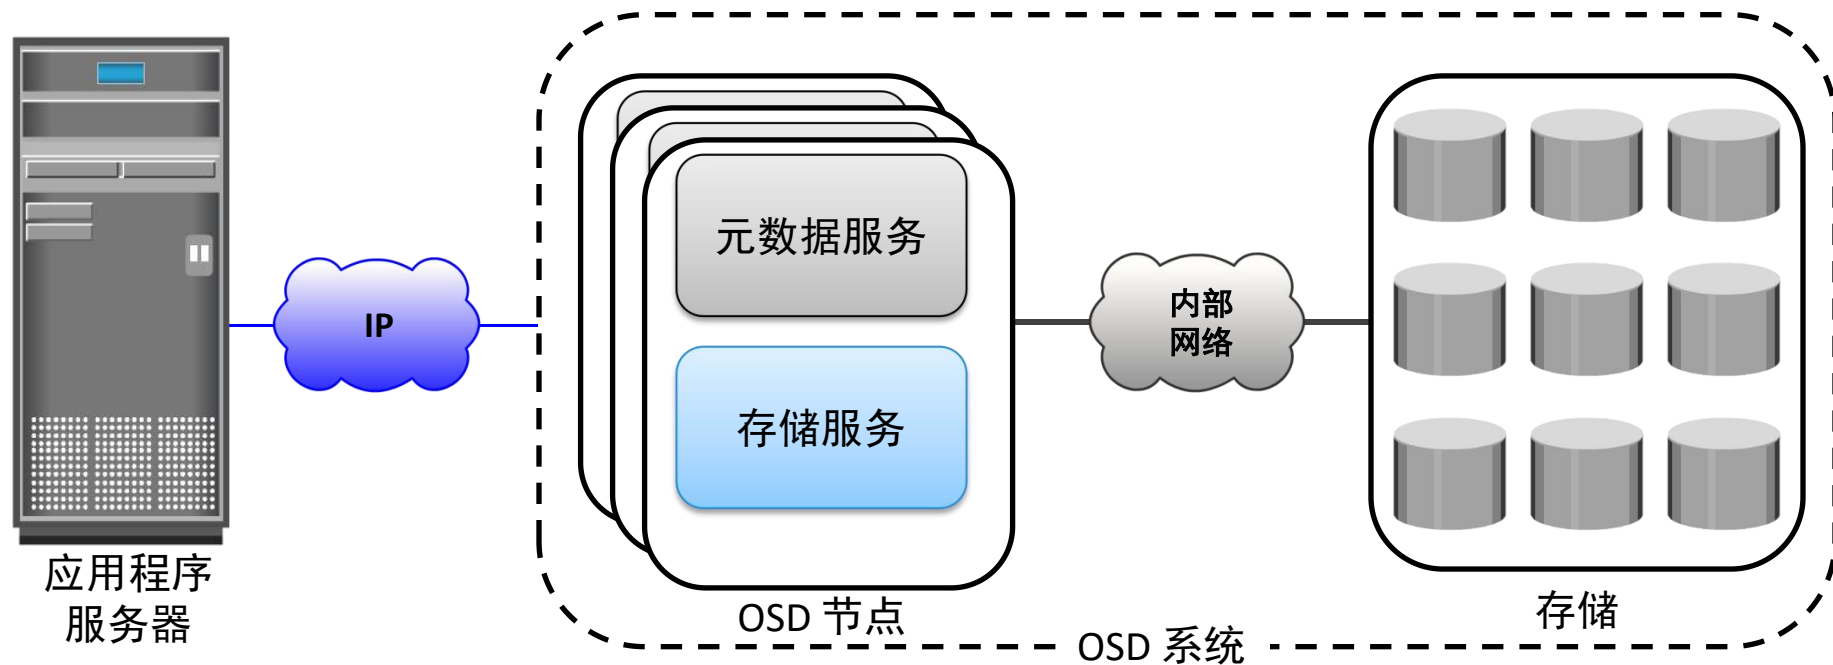 应用程序
服务器
IP
元数据服务
存储服务
OSD 节点
内部
网络
存储
OSD 系统